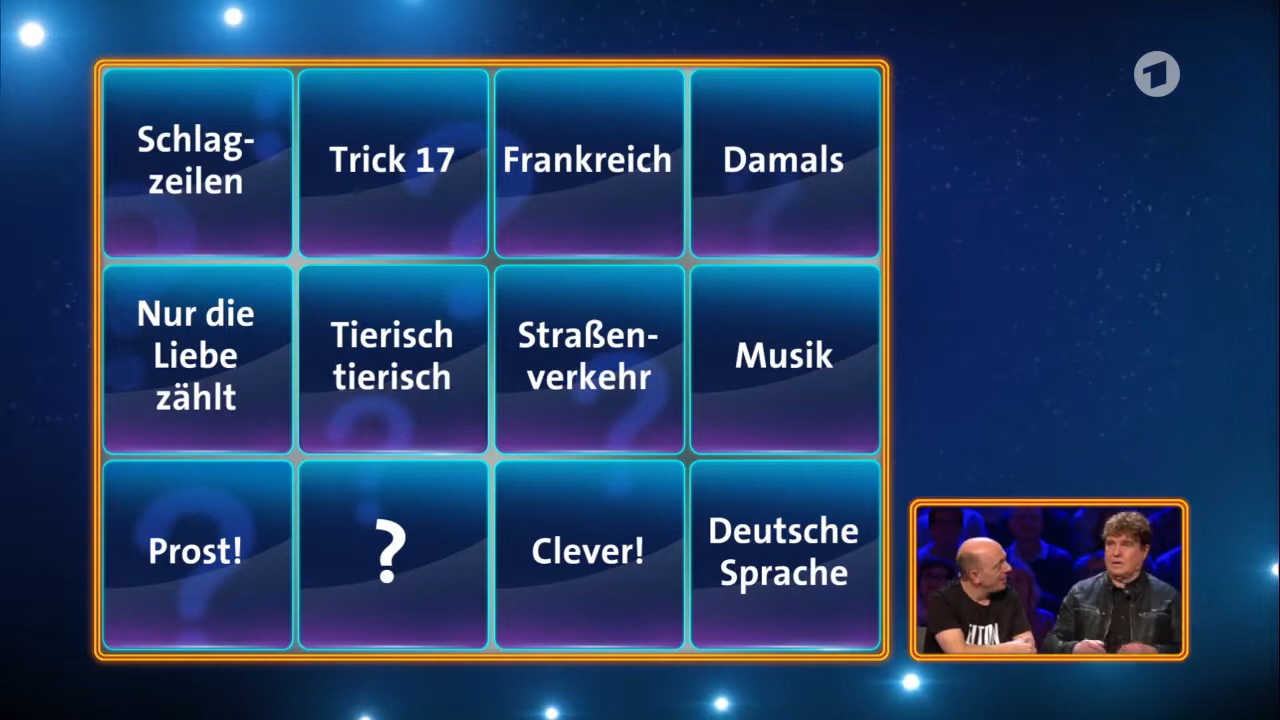 Schlag-
zeilen
Trick 17
Frankreich
Damals
Nur die
Liebe
zählt
Tierisch
tierisch
Straßen-
verkehr
Musik
Prost!
?
Clever!
Deutsche
Sprache
1